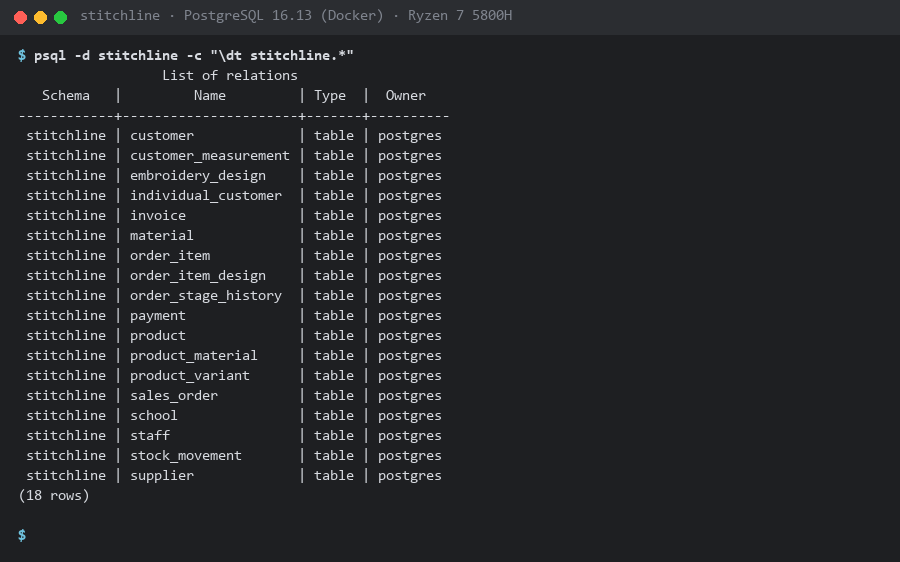 stitchline · PostgreSQL 16.13 (Docker) · Ryzen 7 5800H
$ psql -d stitchline -c "\dt stitchline.*"
                  List of relations
   Schema   |         Name         | Type  |  Owner
------------+----------------------+-------+----------
 stitchline | customer             | table | postgres
 stitchline | customer_measurement | table | postgres
 stitchline | embroidery_design    | table | postgres
 stitchline | individual_customer  | table | postgres
 stitchline | invoice              | table | postgres
 stitchline | material             | table | postgres
 stitchline | order_item           | table | postgres
 stitchline | order_item_design    | table | postgres
 stitchline | order_stage_history  | table | postgres
 stitchline | payment              | table | postgres
 stitchline | product              | table | postgres
 stitchline | product_material     | table | postgres
 stitchline | product_variant      | table | postgres
 stitchline | sales_order          | table | postgres
 stitchline | school               | table | postgres
 stitchline | staff                | table | postgres
 stitchline | stock_movement       | table | postgres
 stitchline | supplier             | table | postgres
(18 rows)
$